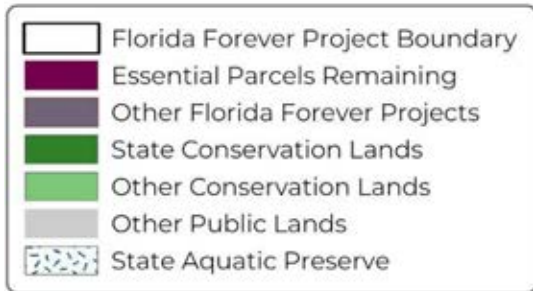 Florida Forever Project Boundary
Essential Parcels Remaining
Other Florida Forever Projects
State Conservation Lands
Other Conservation Lands
Other Public Lands
State Aquatic Preserve